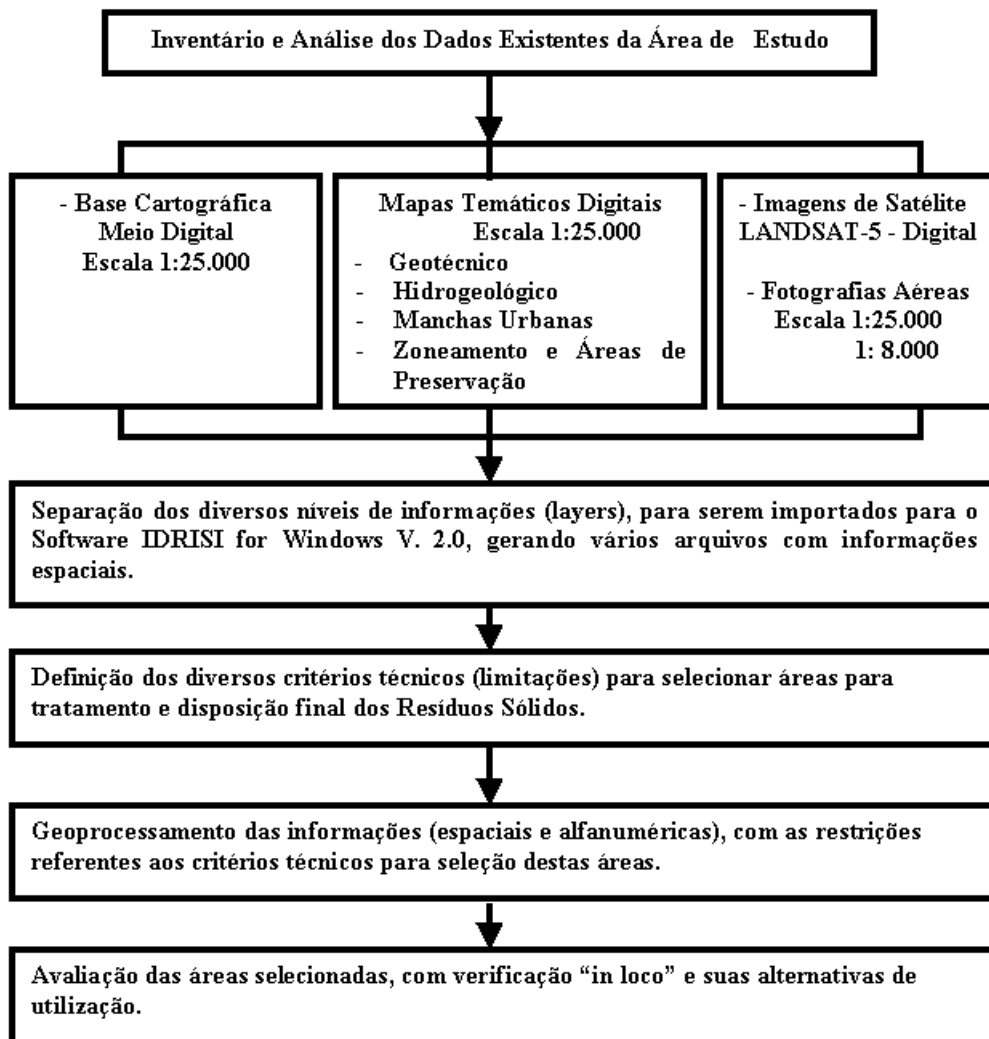 Inventário e Análise dos Dados Existentes da Área de Estudo
- Base Cartográfica
Meio Digital
Escala 1:25.000
Mapas Temáticos Digitais
Escala 1:25.000
- Geotécnico
- Hidrogeológico
- Manchas Urbanas
- Zoneamento e Áreas de
Preservação
- Imagens de Satélite
LANDSAT-5 - Digital
- Fotografias Aéreas
Escala 1:25.000
1: 8.000
Separação dos diversos níveis de informações (layers), para serem importados para o
Software IDRISI for Windows V. 2.0, gerando vários arquivos com informações
espaciais.
Definição dos diversos critérios técnicos (limitações) para selecionar áreas para
tratamento e disposição final dos Resíduos Sólidos.
Geoprocessamento das informações (espaciais e alfanuméricas), com as restrições
referentes aos critérios técnicos para seleção destas áreas.
Avaliação das áreas selecionadas, com verificação “in loco” e suas alternativas de
utilização.